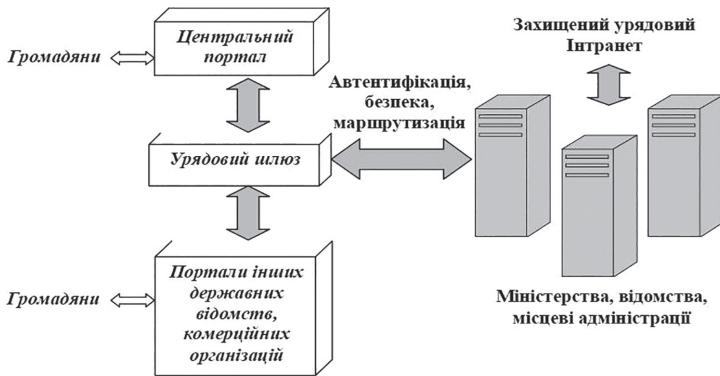 Громадяни
Центральний
портал
Урядовий шлюз
Громадяни
Портали інших
державних
відомств,
комерційних
організацій
Автентифікація,
безпека,
маршрутизація
Захищений урядовий
Інтранет
Міністерства, відомства,
місцеві адміністрації